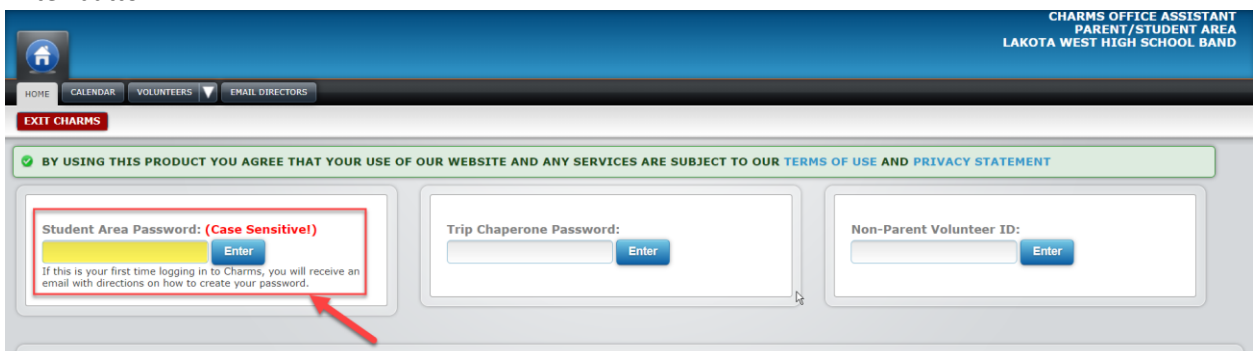 CHARMS OFFICE ASSISTANT
PARENT/STUDENT AREA
LAKOTA WEST HIGH SCHOOL BAND
HOME CALENDAR VOLUNTEERS EMAIL DIRECTORS
EXIT CHARMS
BY USING THIS PRODUCT YOU AGREE THAT YOUR USE OF OUR WEBSITE AND ANY SERVICES ARE SUBJECT TO OUR TERMS OF USE AND PRIVACY STATEMENT
Student Area Password: (Case Sensitive!)
Enter
If this is your first time logging in to Charms, you will receive an
email with directions on how to create your password.
Trip Chaperone Password:
Enter
Non-Parent Volunteer ID:
Enter